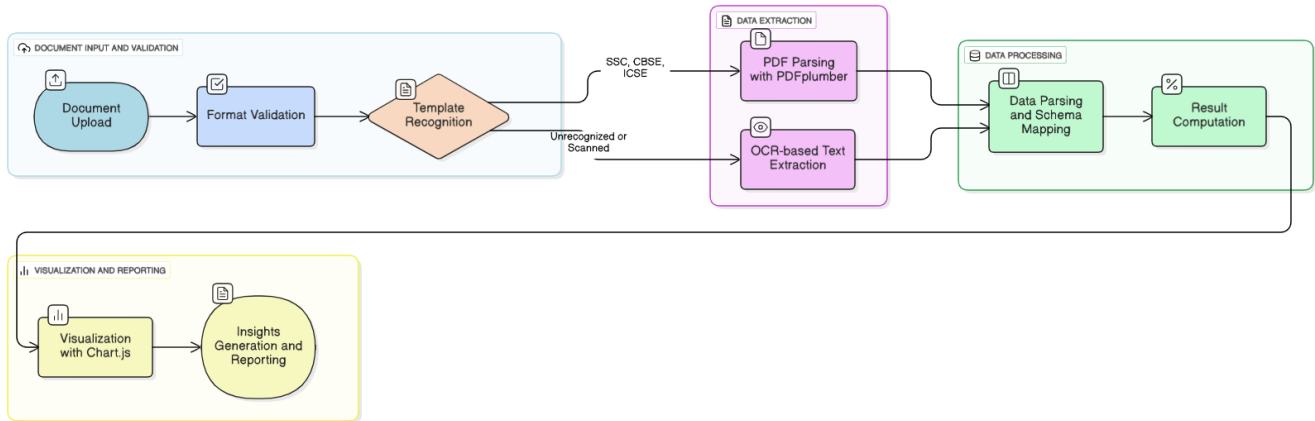 DOCUMENT INPUT AND VALIDATION
Document
Upload
Format Validation
Template
Recognition
SSC, CBSE,
ICSE
Unrecognized or
Scanned
DATA EXTRACTION
PDF Parsing
with PDFplumber
OCR-based Text
Extraction
DATA PROCESSING
Data Parsing
and Schema
Mapping
Result
Computation
VISUALIZATION AND REPORTING
Visualization
with Chart.js
Insights
Generation and
Reporting